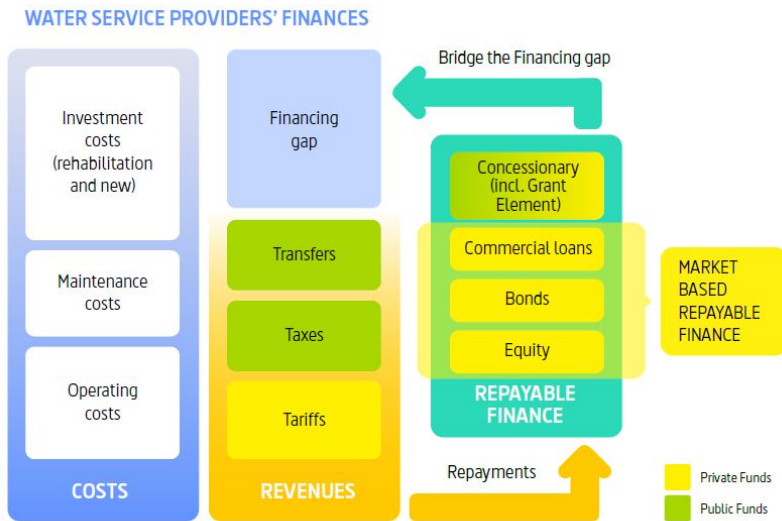 WATER SERVICE PROVIDERS' FINANCES
Investment
costs
(rehabilitation
and new)
Maintenance
costs
Operating
costs
COSTS
Financing
gap
Transfers
Taxes
Tariffs
REVENUES
Bridge the Financing gap
Concessionary
(incl. Grant
Element)
Commercial loans
Bonds
Equity
REPAYABLE
FINANCE
MARKET
BASED
REPAYABLE
FINANCE
Repayments
Private Funds
Public Funds